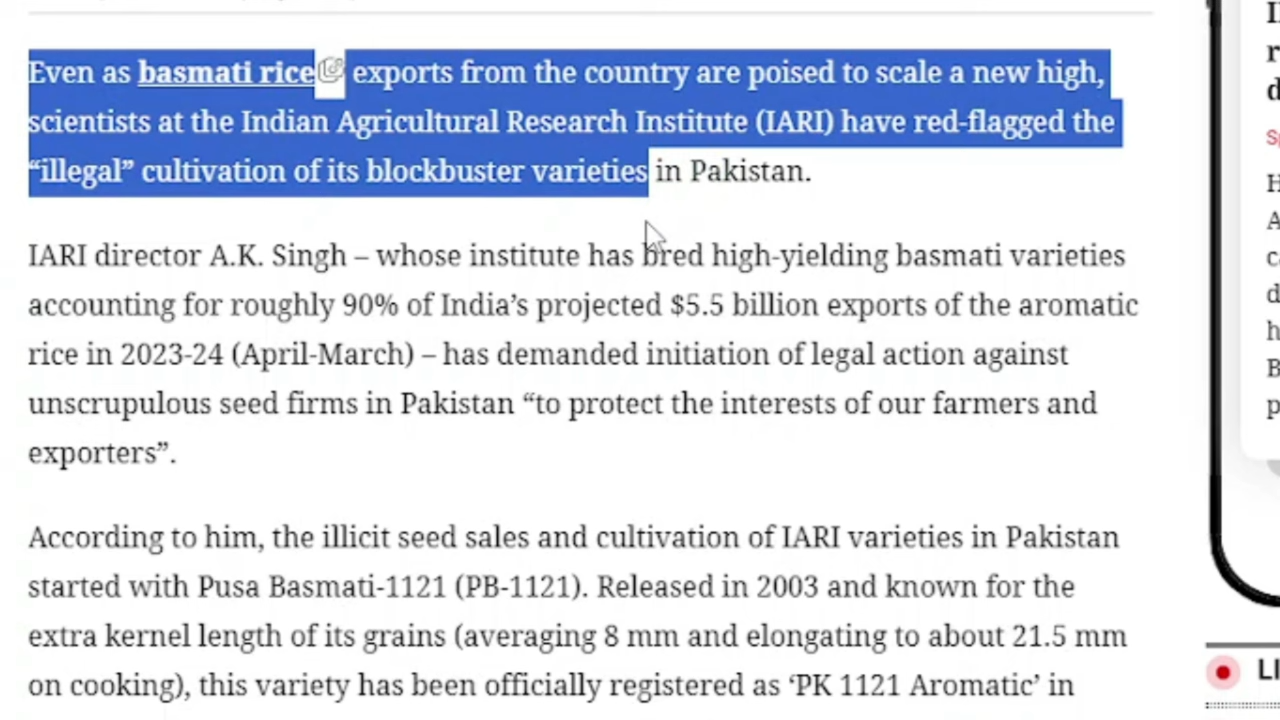 Even as basmati rice exports from the country are poised to scale a new high,
scientists at the Indian Agricultural Research Institute (IARI) have red-flagged the
“illegal” cultivation of its blockbuster varieties in Pakistan.
IARI director A.K. Singh – whose institute has bred high-yielding basmati varieties
accounting for roughly 90% of India’s projected $5.5 billion exports of the aromatic
rice in 2023-24 (April-March) – has demanded initiation of legal action against
unscrupulous seed firms in Pakistan “to protect the interests of our farmers and
exporters”.
According to him, the illicit seed sales and cultivation of IARI varieties in Pakistan
started with Pusa Basmati-1121 (PB-1121). Released in 2003 and known for the
extra kernel length of its grains (averaging 8 mm and elongating to about 21.5 mm
on cooking), this variety has been officially registered as ‘PK 1121 Aromatic’ in